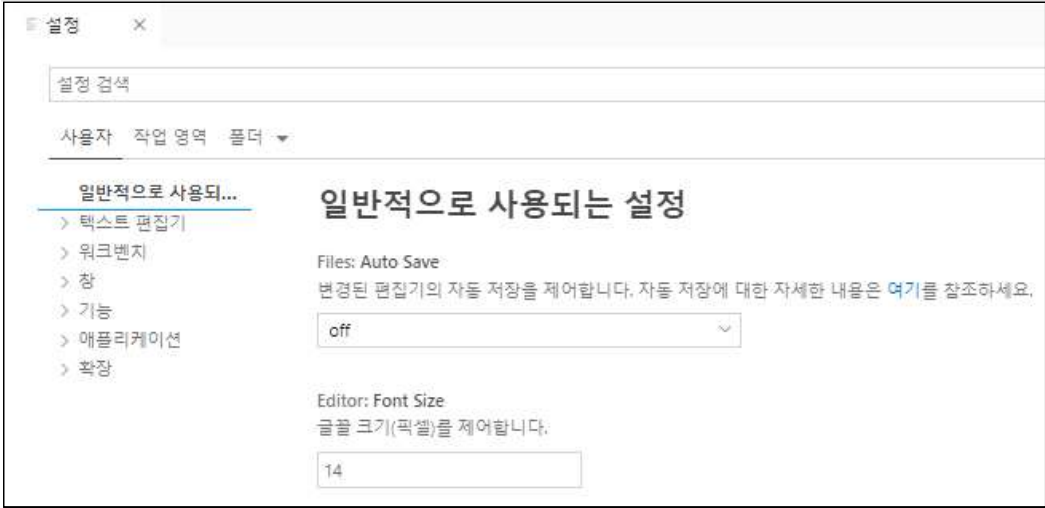 설정
설정 검색
사용자 작업 영역 폴더
일반적으로 사용되...
텍스트 편집기
워크벤치
창
기능
애플리케이션
확장
일반적으로 사용되는 설정
Files: Auto Save
변경된 편집기의 자동 저장을 제어합니다. 자동 저장에 대한 자세한 내용은 여기를 참조하세요.
off
Editor: Font Size
글꼴 크기(픽셀)를 제어합니다.
14